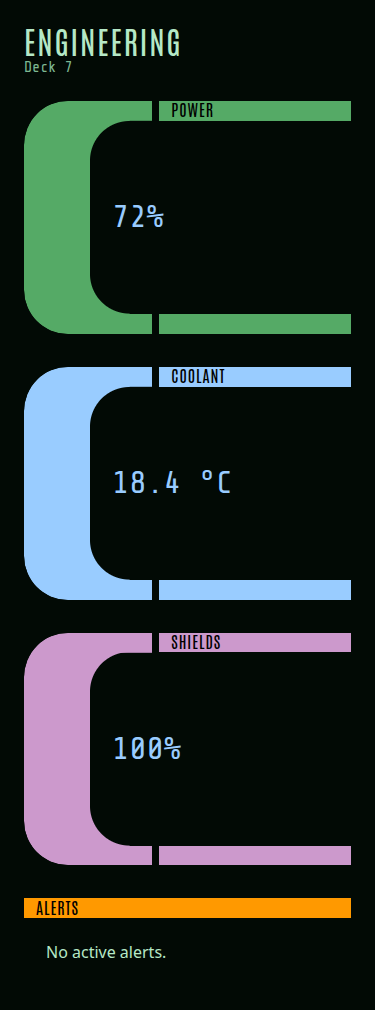 ENGINEERING
Deck 7
POWER
72%
COOLANT
18.4 °C
SHIELDS
100%
ALERTS
No active alerts.